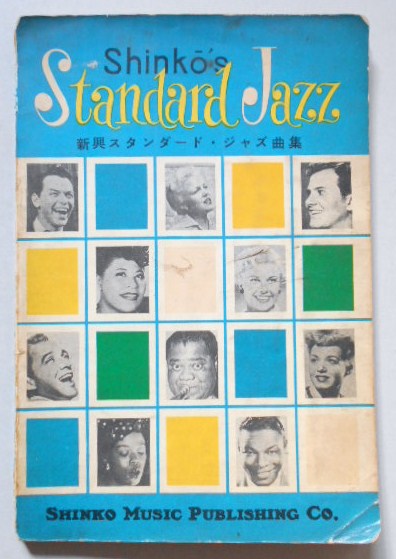 Shinkō's
Standard Jazz
新興スタンダード・ジャズ曲集
SHINKO MUSIC PUBLISHING CO.